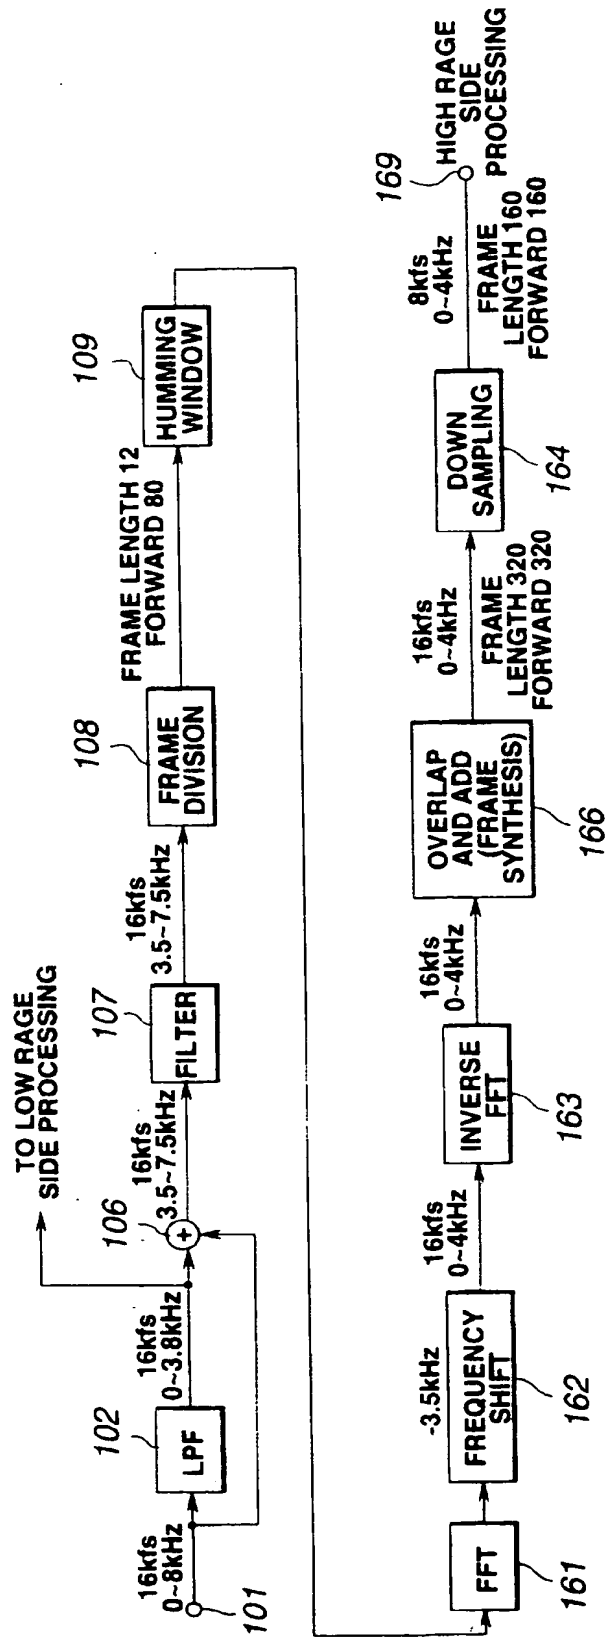 16kfs
0~8kHz
101
LPF
102
16kfs
0~3.8kHz
TO LOW RAGE
SIDE PROCESSING
106
+
16kfs
3.5~7.5kHz
FILTER
107
16kfs
3.5~7.5kHz
FRAME
DIVISION
108
FRAME LENGTH 12
FORWARD 80
HUMMING
WINDOW
109
FFT
161
-3.5kHz
FREQUENCY
SHIFT
162
16kfs
0~4kHz
INVERSE
FFT
163
16kfs
0~4kHz
OVERLAP
AND ADD
(FRAME
SYNTHESIS)
166
16kfs
0~4kHz
FRAME
LENGTH 320
FORWARD 320
DOWN
SAMPLING
164
8kfs
0~4kHz
FRAME
LENGTH 160
FORWARD 160
169
HIGH RAGE
SIDE
PROCESSING